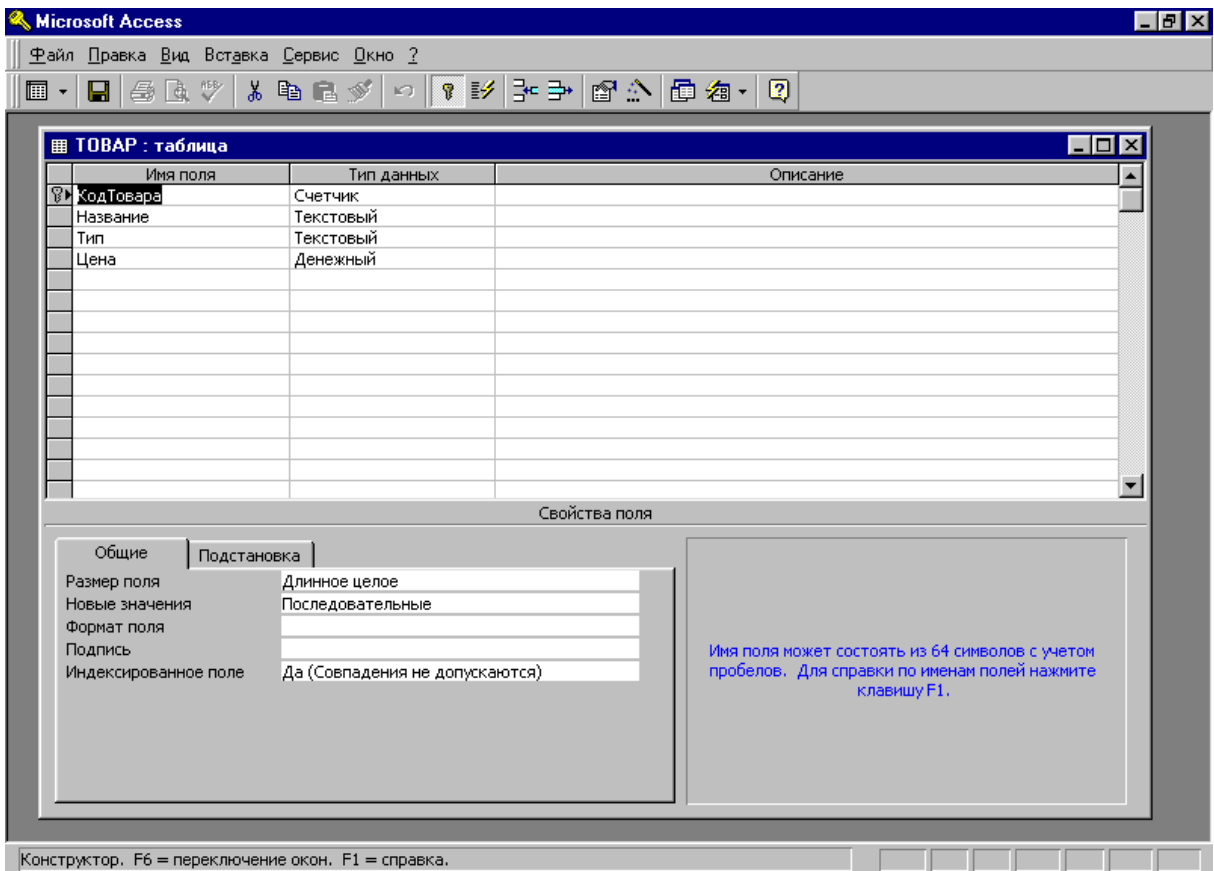 Microsoft Access
Файл Правка Вид Вставка Сервис Окно ?
ТОВАР : таблица
Имя поля Тип данных Описание
КодТовара Счетчик
Название Текстовый
Тип Текстовый
Цена Денежный
Свойства поля
Общие Подстановка
Размер поля Длинное целое
Новые значения Последовательные
Формат поля
Подпись
Индексированное поле Да (Совпадения не допускаются)
Имя поля может состоять из 64 символов с учетом
пробелов. Для справки по именам полей нажмите
клавишу F1.
Конструктор. F6 = переключение окон. F1 = справка.